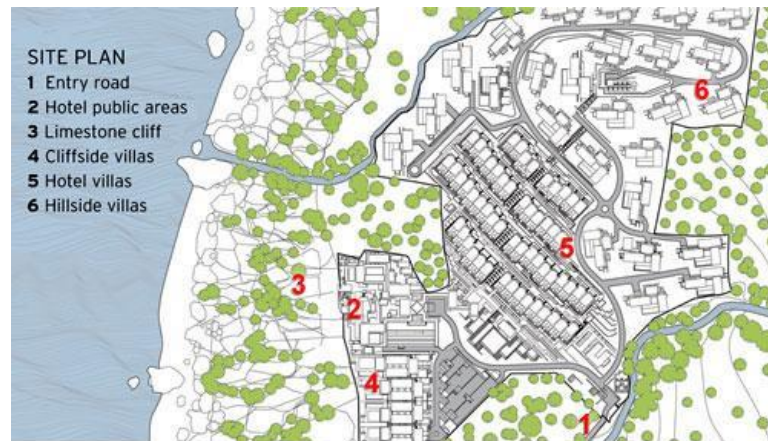 SITE PLAN
1 Entry road
2 Hotel public areas
3 Limestone cliff
4 Cliffside villas
5 Hotel villas
6 Hillside villas
6
5
3
2
4
1